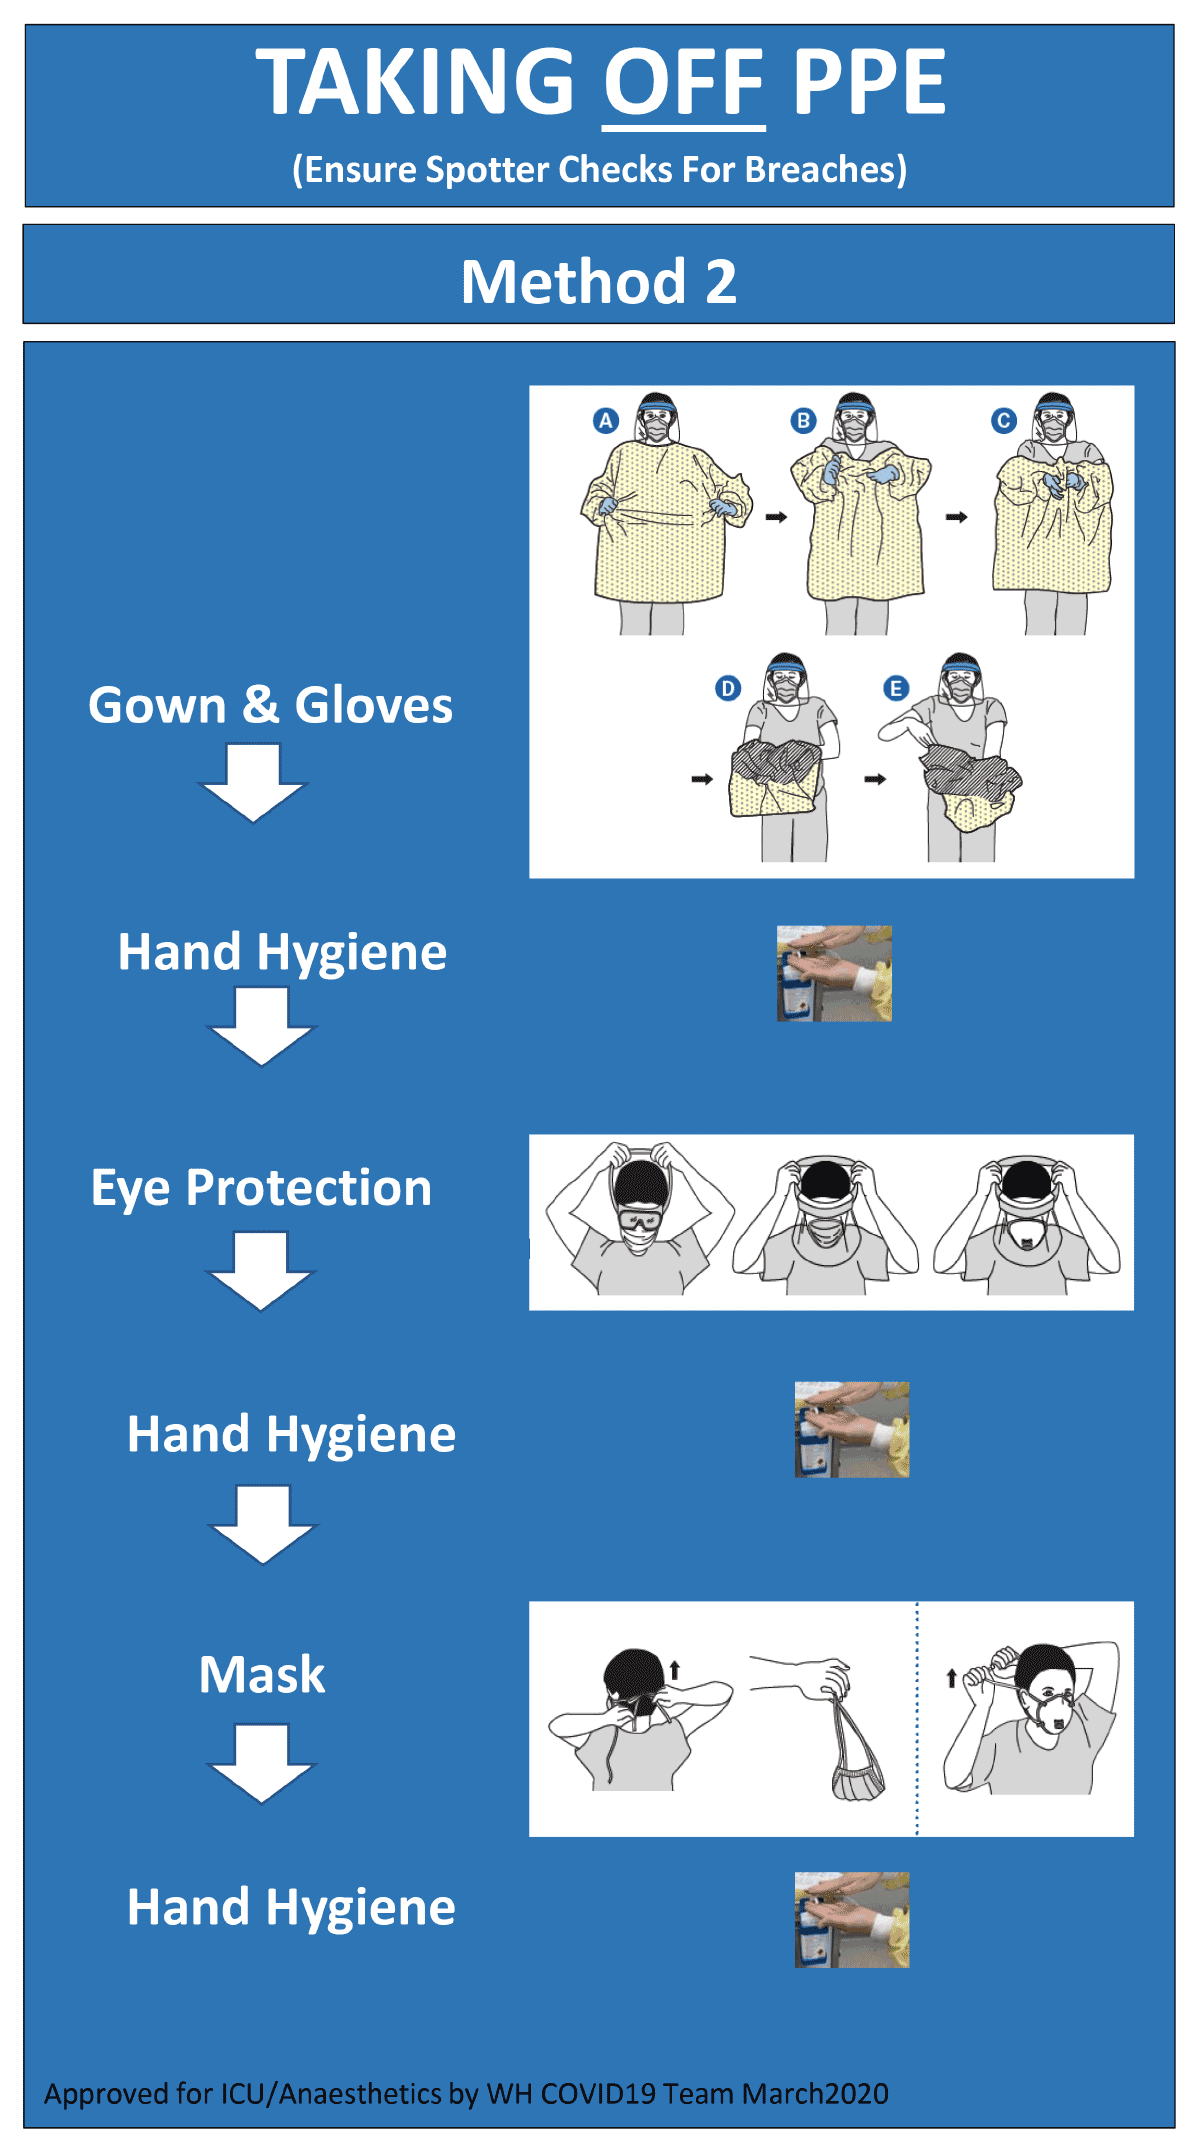 TAKING OFF PPE
(Ensure Spotter Checks For Breaches)
Method 2
A
B
C
D
E
Gown & Gloves
Hand Hygiene
Eye Protection
Hand Hygiene
Mask
Hand Hygiene
Approved for ICU/Anaesthetics by WH COVID19 Team March2020